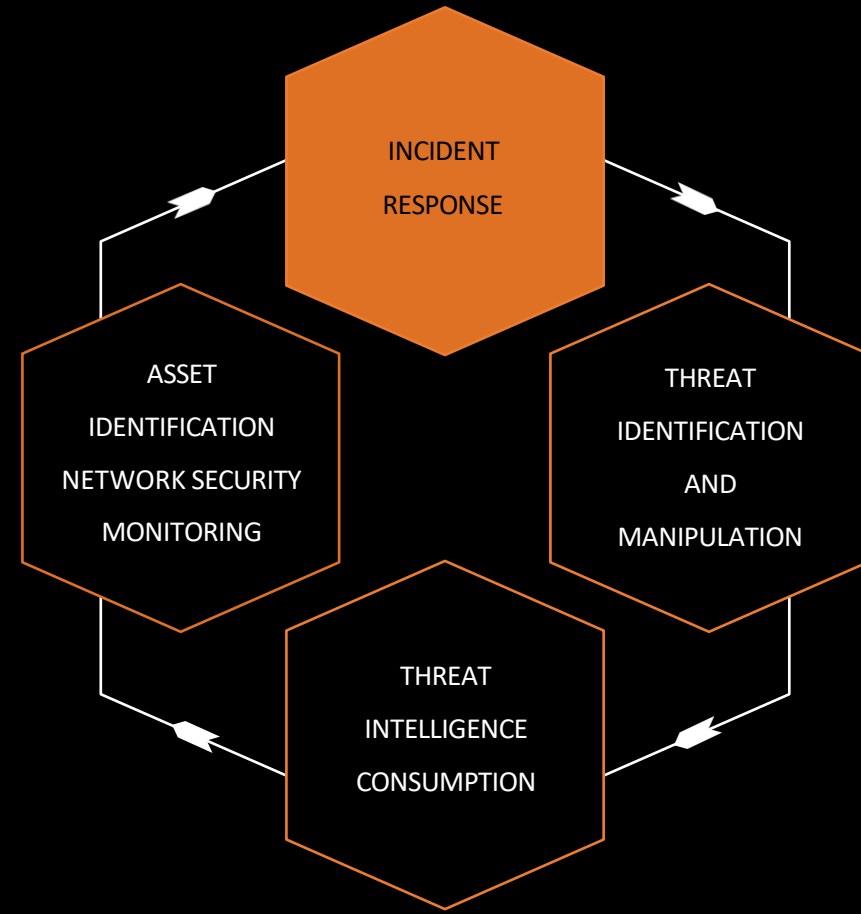 INCIDENT
RESPONSE
ASSET
IDENTIFICATION
NETWORK SECURITY
MONITORING
THREAT
IDENTIFICATION
AND
MANIPULATION
THREAT
INTELLIGENCE
CONSUMPTION